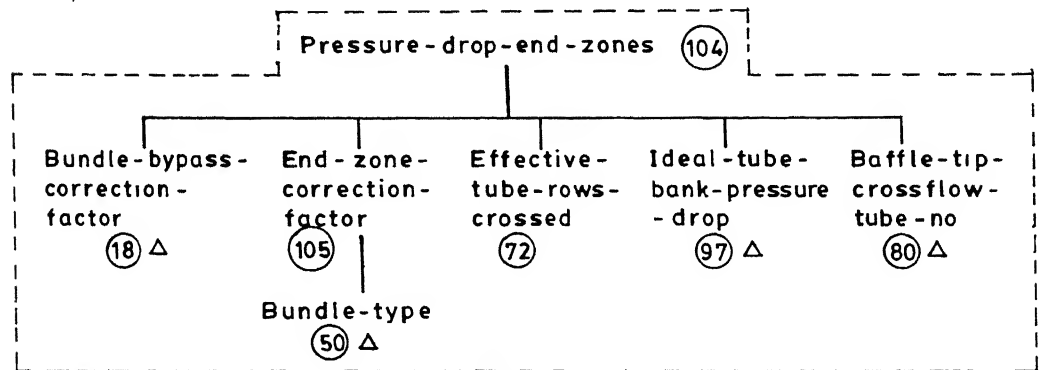 Pressure-drop-end-zones 104
Bundle-bypass-
correction-
factor
18 Δ
End-zone-
correction-
factor
105
Effective-
tube-rows-
crossed
72
Ideal-tube-
bank-pressure
-drop
97 Δ
Baffle-tip-
crossflow-
tube-no
80 Δ
Bundle-type
50 Δ